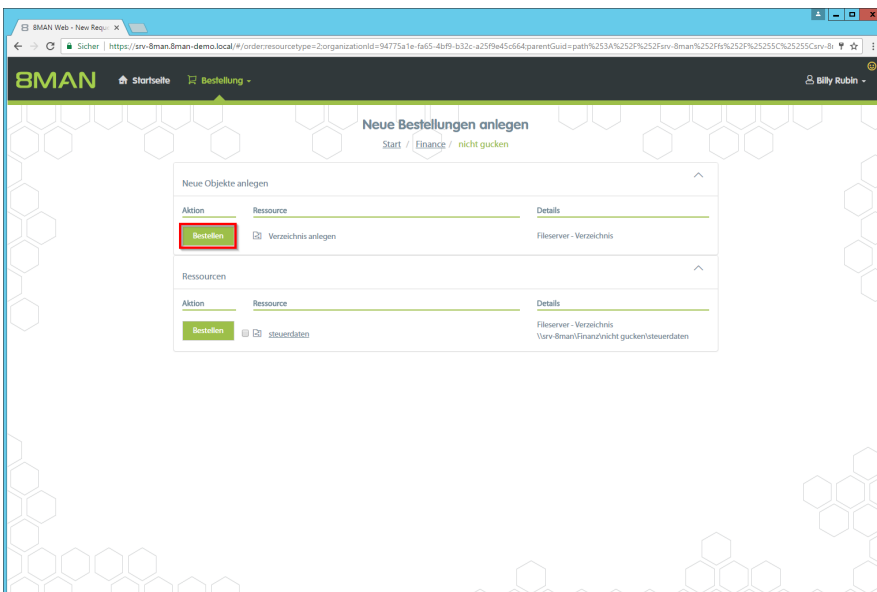 8MAN Web - New Requ
Sicher
https://srv-8man.8man-demo.local/#/order;resourcetype=2;organizationId=94775a1e-fa65-4bf9-b32c-a25f9e45c664;parentGuid=path%253A%252F%252Fsrv-8man%252Ffs%252F%25255C%25255Csrv-8
8MAN
Startseite
Bestellung
Billy Rubin
Neue Bestellungen anlegen
Start / Finance / nicht gucken
Neue Objekte anlegen
Aktion Ressource Details
Bestellen Verzeichnis anlegen Fileserver - Verzeichnis
Ressourcen
Aktion Ressource Details
Bestellen steuerdaten Fileserver - Verzeichnis
\\srv-8man\Finanz\nicht gucken\steuerdaten